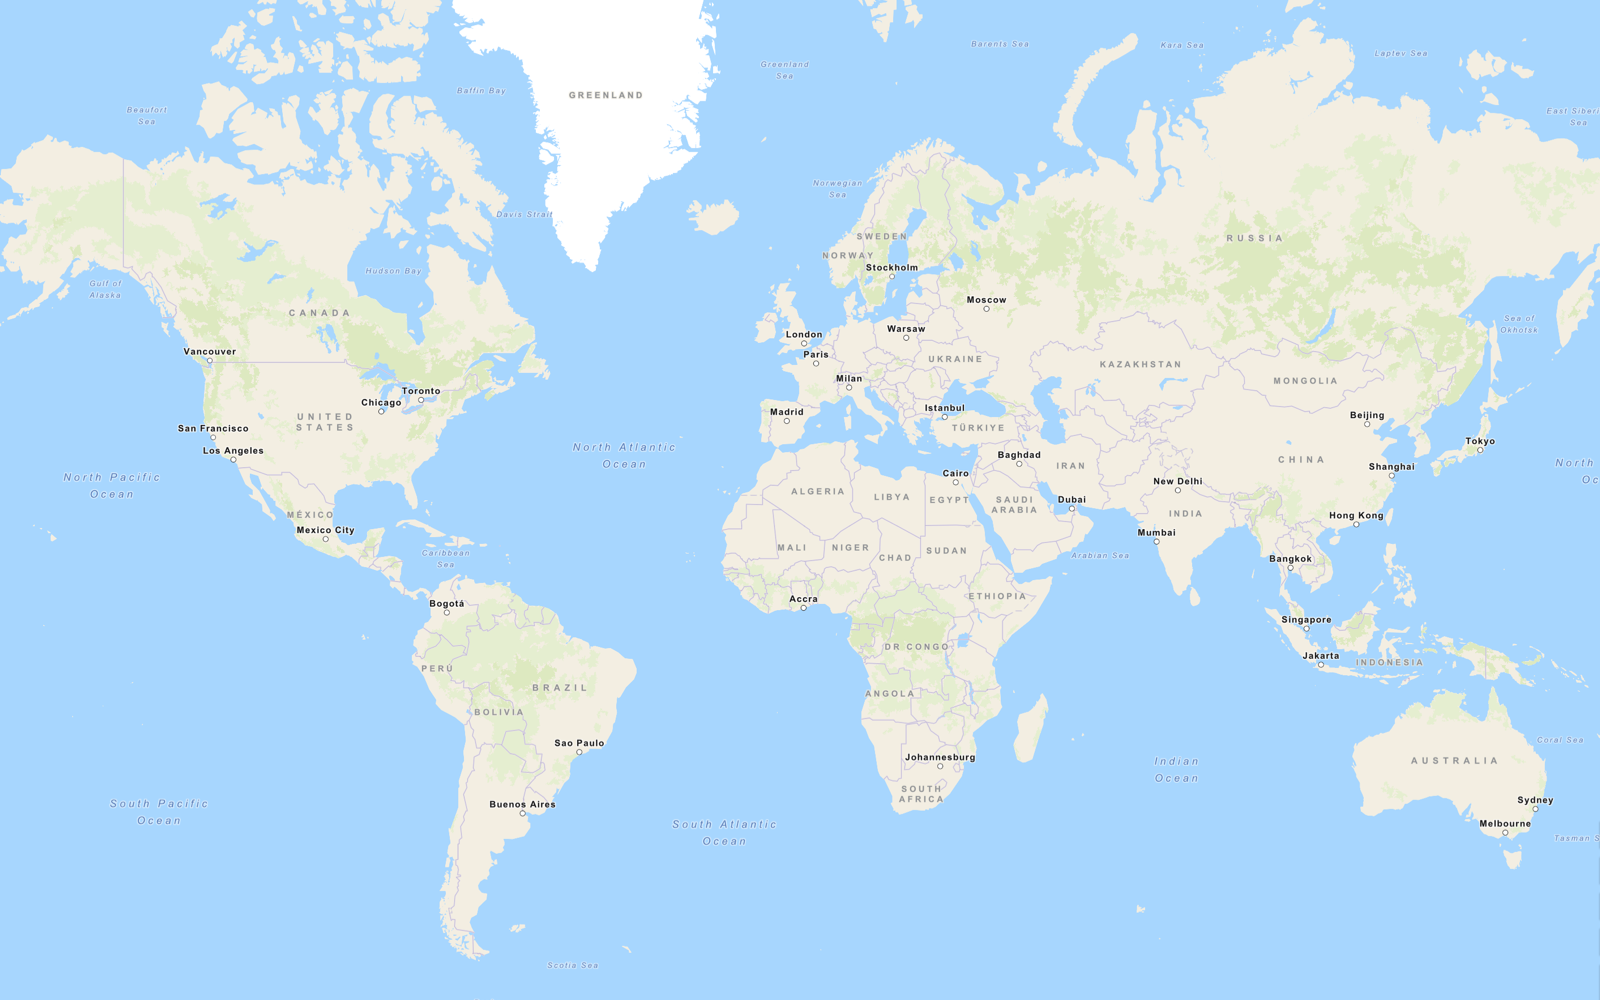 Barents Sea
Kara Sea
Laptev Sea
Greenland
Sea
Baffin Bay
GREENLAND
Beaufort
Sea
East Siberi
Sea
Norwegian
Sea
Davis Strait
SWEDEN
NORWAY
RUSSIA
Stockholm
Hudson Bay
Gulf of
Alaska
Moscow
CANADA
Sea of
Okhotsk
London
Warsaw
Paris
Vancouver
UKRAINE
KAZAKHSTAN
Milan
MONGOLIA
Toronto
Chicago
Madrid
Istanbul
Beijing
UNITED
STATES
San Francisco
TÜRKIYE
Tokyo
Los Angeles
North Atlantic
Ocean
Baghdad
IRAN
CHINA
Shanghai
North
Oc
North Pacific
Ocean
Cairo
New Delhi
ALGERIA
LIBYA
EGYPT
SAUDI
ARABIA
Dubai
MÉXICO
INDIA
Hong Kong
Mexico City
Mumbai
Caribbean
Sea
MALI
NIGER
CHAD
SUDAN
Arabian Sea
Bangkok
Bogotá
Accra
ETHIOPIA
Singapore
DR CONGO
Jakarta
INDONESIA
PERÚ
BRAZIL
ANGOLA
BOLIVIA
Sao Paulo
Coral Sea
Johannesburg
Indian
Ocean
AUSTRALIA
SOUTH
AFRICA
South Pacific
Ocean
Buenos Aires
Sydney
South Atlantic
Ocean
Melbourne
Tasman S
Scotia Sea